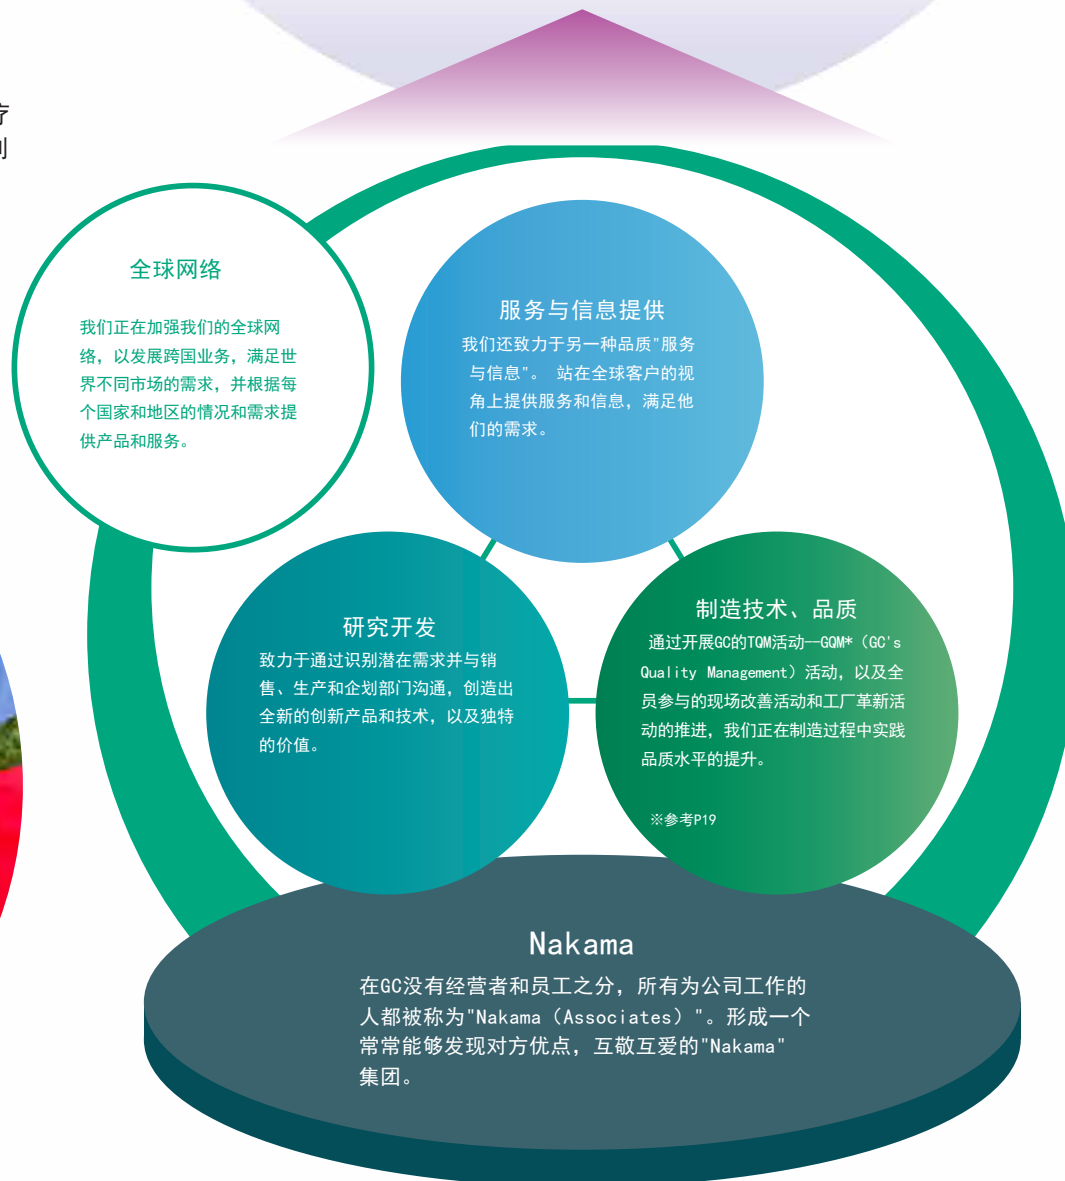 疗
全球网络
我们正在加强我们的全球网
络，以发展跨国业务，满足世
界不同市场的需求，并根据每
个国家和地区的情况和需求提
供产品和服务。
服务与信息提供
我们还致力于另一种品质"服务
与信息"。 站在全球客户的视
角上提供服务和信息，满足他
们的需求。
研究开发
致力于通过识别潜在需求并与销
售、生产和企划部门沟通，创造出
全新的创新产品和技术，以及独特
的价值。
制造技术、品质
通过开展GC的TQM活动--GQM*（GC's
Quality Management）活动，以及全
员参与的现场改善活动和工厂革新活
动的推进，我们正在制造过程中实践
品质水平的提升。
※参考P19
Nakama
在GC没有经营者和员工之分，所有为公司工作的
人都被称为"Nakama（Associates）"。形成一个
常常能够发现对方优点，互敬互爱的"Nakama"
集团。